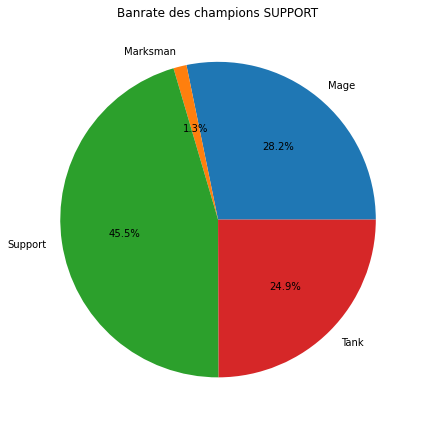 Banrate des champions SUPPORT
Marksman
Mage
1.3%
28.2%
45.5%
Support
24.9%
Tank